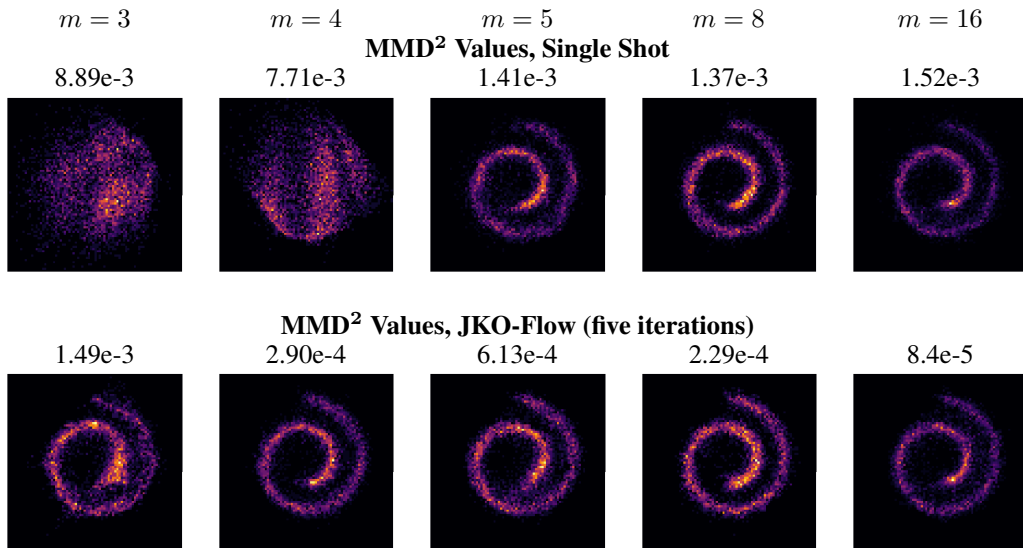 m = 3 m = 4 m = 5 m = 8 m = 16
MMD² Values, Single Shot
8.89e-3 7.71e-3 1.41e-3 1.37e-3 1.52e-3
MMD² Values, JKO-Flow (five iterations)
1.49e-3 2.90e-4 6.13e-4 2.29e-4 8.4e-5